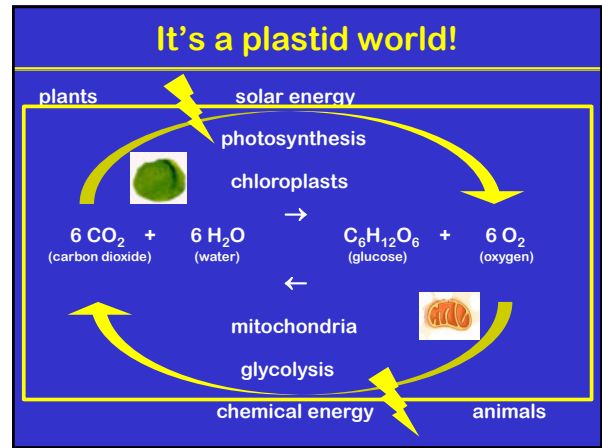 It's a plastid world!
plants solar energy
photosynthesis
chloroplasts
→
6 CO₂ + 6 H₂O C₆H₁₂O₆ + 6 O₂
(carbon dioxide) (water) (glucose) (oxygen)
←
mitochondria
glycolysis
chemical energy animals